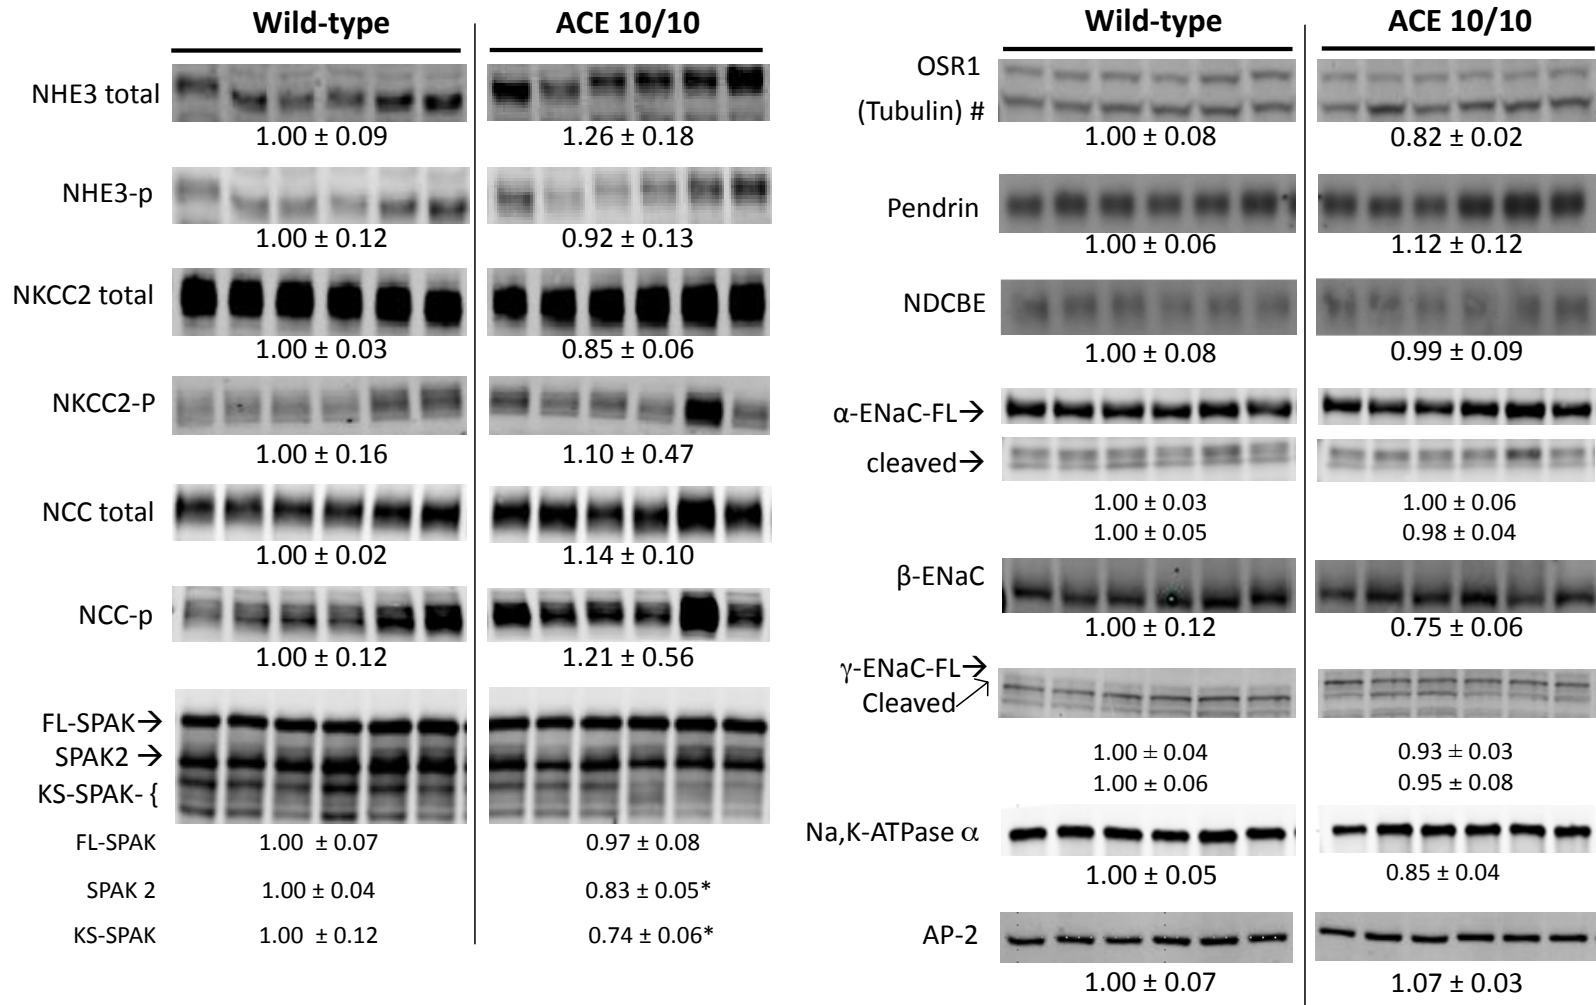 Wild-type ACE 10/10
NHE3 total
1.00 ± 0.09 1.26 ± 0.18
NHE3-p
1.00 ± 0.12 0.92 ± 0.13
NKCC2 total
1.00 ± 0.03 0.85 ± 0.06
NKCC2-P
1.00 ± 0.16 1.10 ± 0.47
NCC total
1.00 ± 0.02 1.14 ± 0.10
NCC-p
1.00 ± 0.12 1.21 ± 0.56
FL-SPAK→
SPAK2 →
KS-SPAK- {
FL-SPAK 1.00 ± 0.07 0.97 ± 0.08
SPAK 2 1.00 ± 0.04 0.83 ± 0.05*
KS-SPAK 1.00 ± 0.12 0.74 ± 0.06*
Wild-type ACE 10/10
OSR1
(Tubulin) #
1.00 ± 0.08 0.82 ± 0.02
Pendrin
1.00 ± 0.06 1.12 ± 0.12
NDCBE
1.00 ± 0.08 0.99 ± 0.09
α-ENaC-FL→
cleaved→
1.00 ± 0.03 1.00 ± 0.06
1.00 ± 0.05 0.98 ± 0.04
β-ENaC
1.00 ± 0.12 0.75 ± 0.06
γ-ENaC-FL→
Cleaved
1.00 ± 0.04 0.93 ± 0.03
1.00 ± 0.06 0.95 ± 0.08
Na,K-ATPase α
1.00 ± 0.05 0.85 ± 0.04
AP-2
1.00 ± 0.07 1.07 ± 0.03